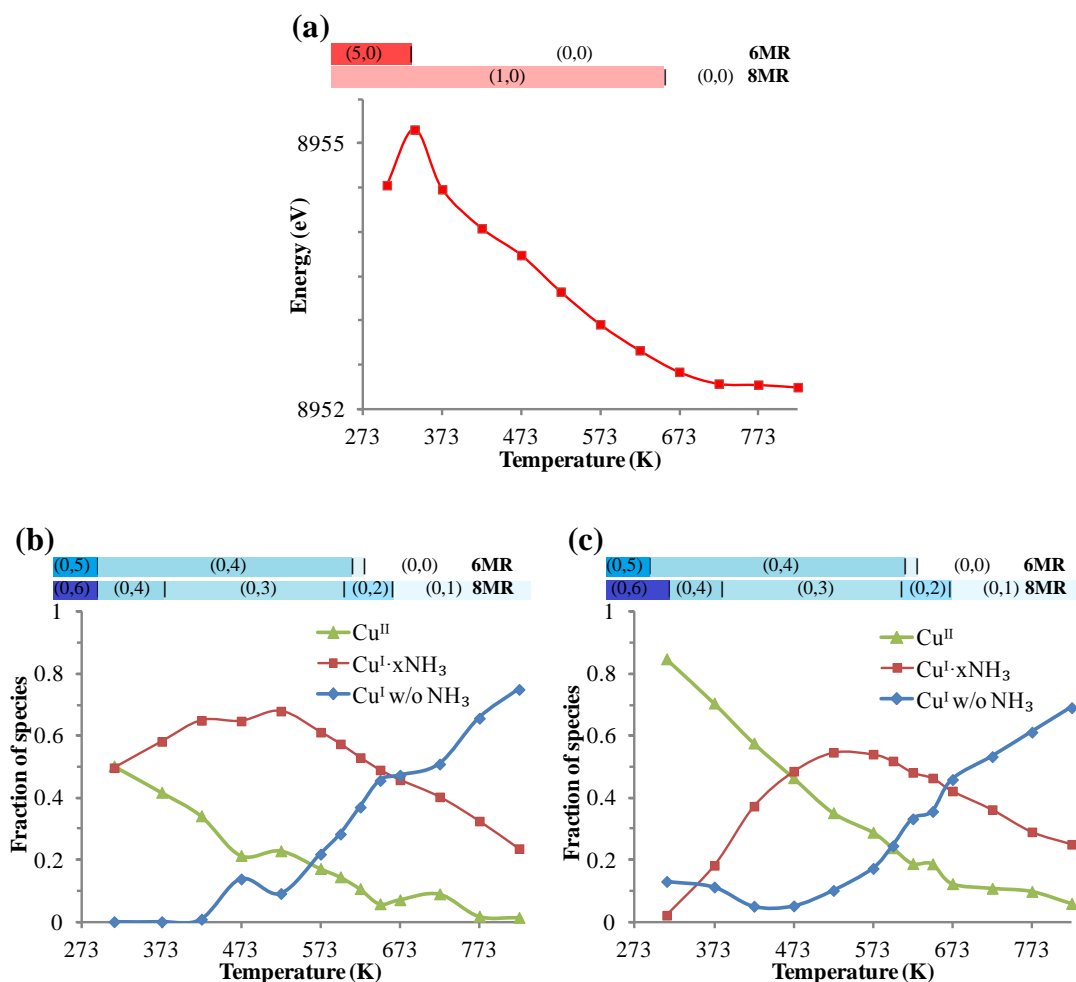 (a)
(5,0) | (0,0) 6MR
(1,0) | (0,0) 8MR
8955
Energy (eV)
8952
273 373 473 573 673 773
Temperature (K)
(b)
(0,5) | (0,4) | | (0,0) 6MR
(0,6) | (0,4) | (0,3) | (0,2) | (0,1) 8MR
1
Cu^II
0.8
Cu^I·xNH₃
Cu^I w/o NH₃
0.6
Fraction of species
0.4
0.2
0
273 373 473 573 673 773
Temperature (K)
(c)
(0,5) | (0,4) | | (0,0) 6MR
(0,6) | (0,4) | (0,3) | (0,2) | (0,1) 8MR
1
Cu^II
0.8
Cu^I·xNH₃
Cu^I w/o NH₃
0.6
Fraction of species
0.4
0.2
0
273 373 473 573 673 773
Temperature (K)